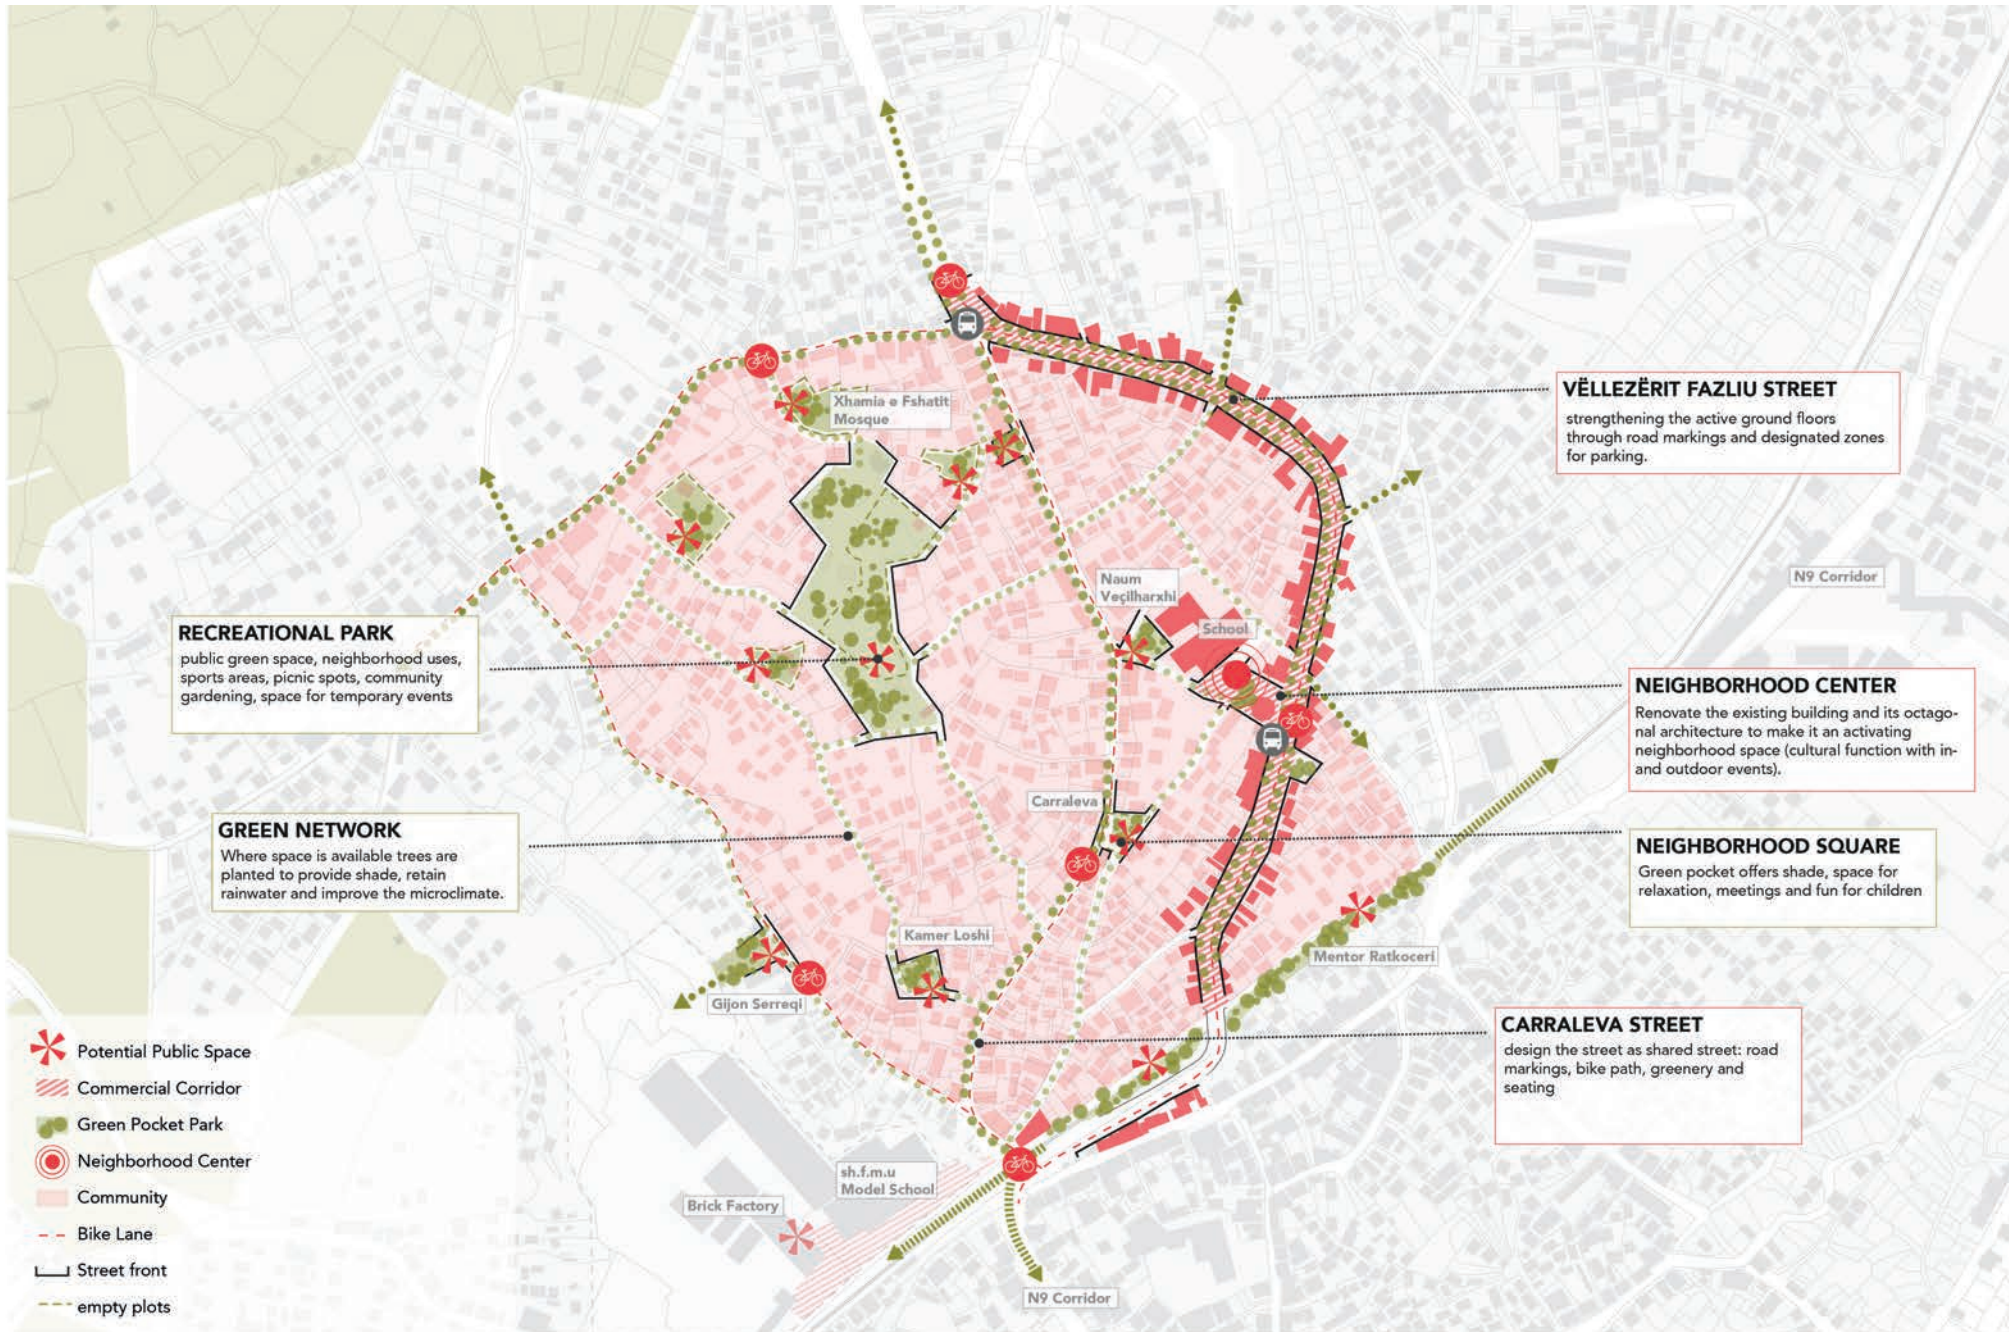 Xhamia e Fshatit
Mosque
VËLLEZËRIT FAZLIU STREET
strengthening the active ground floors
through road markings and designated zones
for parking.
N9 Corridor
Naum
Veçilharxhi
School
RECREATIONAL PARK
public green space, neighborhood uses,
sports areas, picnic spots, community
gardening, space for temporary events
NEIGHBORHOOD CENTER
Renovate the existing building and its octago-
nal architecture to make it an activating
neighborhood space (cultural function with in-
and outdoor events).
Carraleva
GREEN NETWORK
Where space is available trees are
planted to provide shade, retain
rainwater and improve the microclimate.
NEIGHBORHOOD SQUARE
Green pocket offers shade, space for
relaxation, meetings and fun for children
Kamer Loshi
Mentor Ratkoceri
Gijon Serreqi
CARRALEVA STREET
design the street as shared street: road
markings, bike path, greenery and
seating
Potential Public Space
Commercial Corridor
Green Pocket Park
Neighborhood Center
Community
Bike Lane
Street front
empty plots
sh.f.m.u
Model School
Brick Factory
N9 Corridor